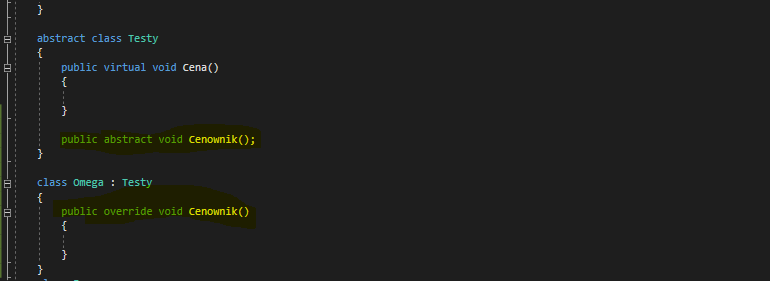 }
abstract class Testy
{
public virtual void Cena()
{
}
public abstract void Cenownik();
}
class Omega : Testy
{
public override void Cenownik()
{
}
}